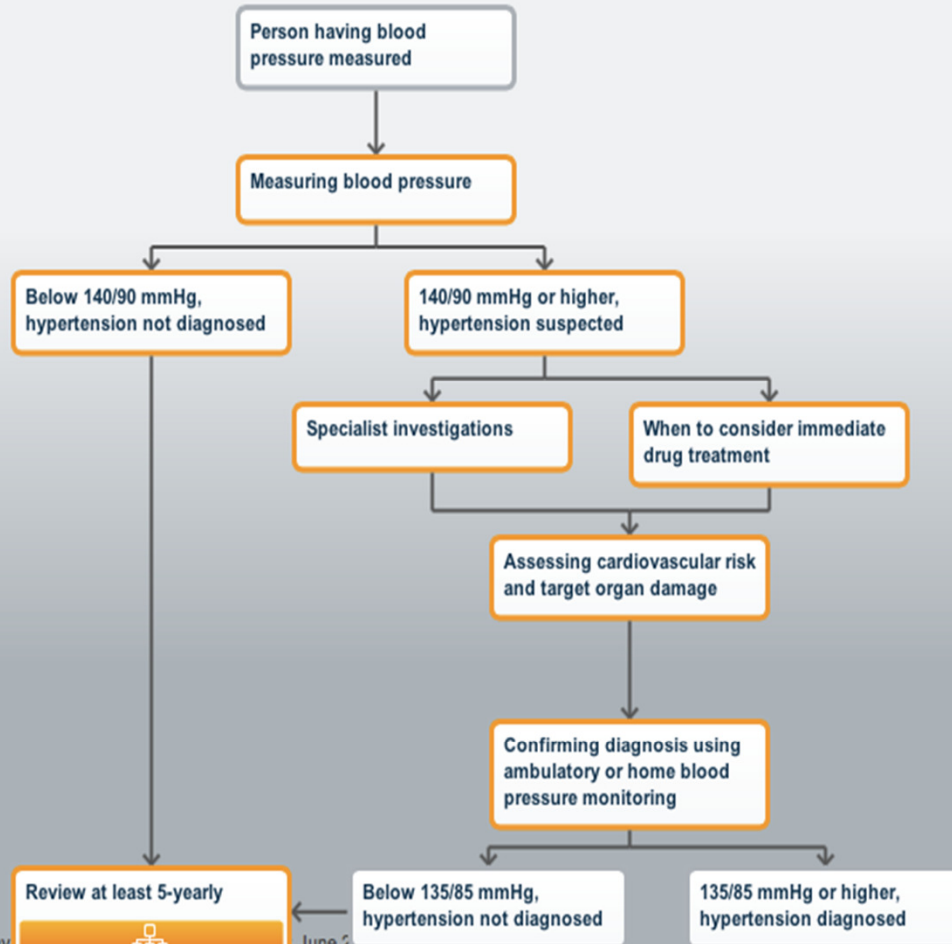 Person having blood
pressure measured
Measuring blood pressure
Below 140/90 mmHg,
hypertension not diagnosed
140/90 mmHg or higher,
hypertension suspected
Specialist investigations
When to consider immediate
drug treatment
Assessing cardiovascular risk
and target organ damage
Confirming diagnosis using
ambulatory or home blood
pressure monitoring
Review at least 5-yearly
Below 135/85 mmHg,
hypertension not diagnosed
135/85 mmHg or higher,
hypertension diagnosed
June 2